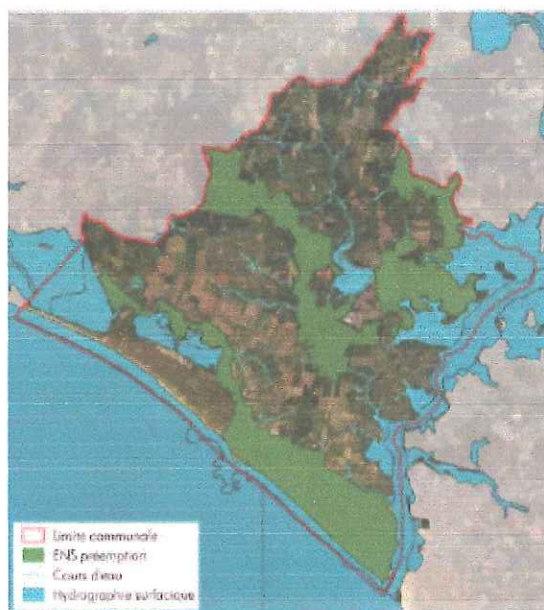 Limite communale
ENS préemption
Cours d'eau
Hydrographie surfacique